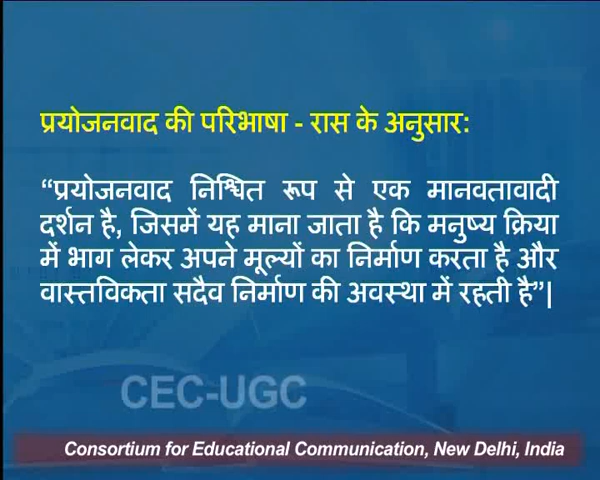 प्रयोजनवाद की परिभाषा - रास के अनुसार:
“प्रयोजनवाद निश्चित रूप से एक मानवतावादी
दर्शन है, जिसमें यह माना जाता है कि मनुष्य क्रिया
में भाग लेकर अपने मूल्यों का निर्माण करता है और
वास्तविकता सदैव निर्माण की अवस्था में रहती है”|
CEC-UGC
Consortium for Educational Communication, New Delhi, India